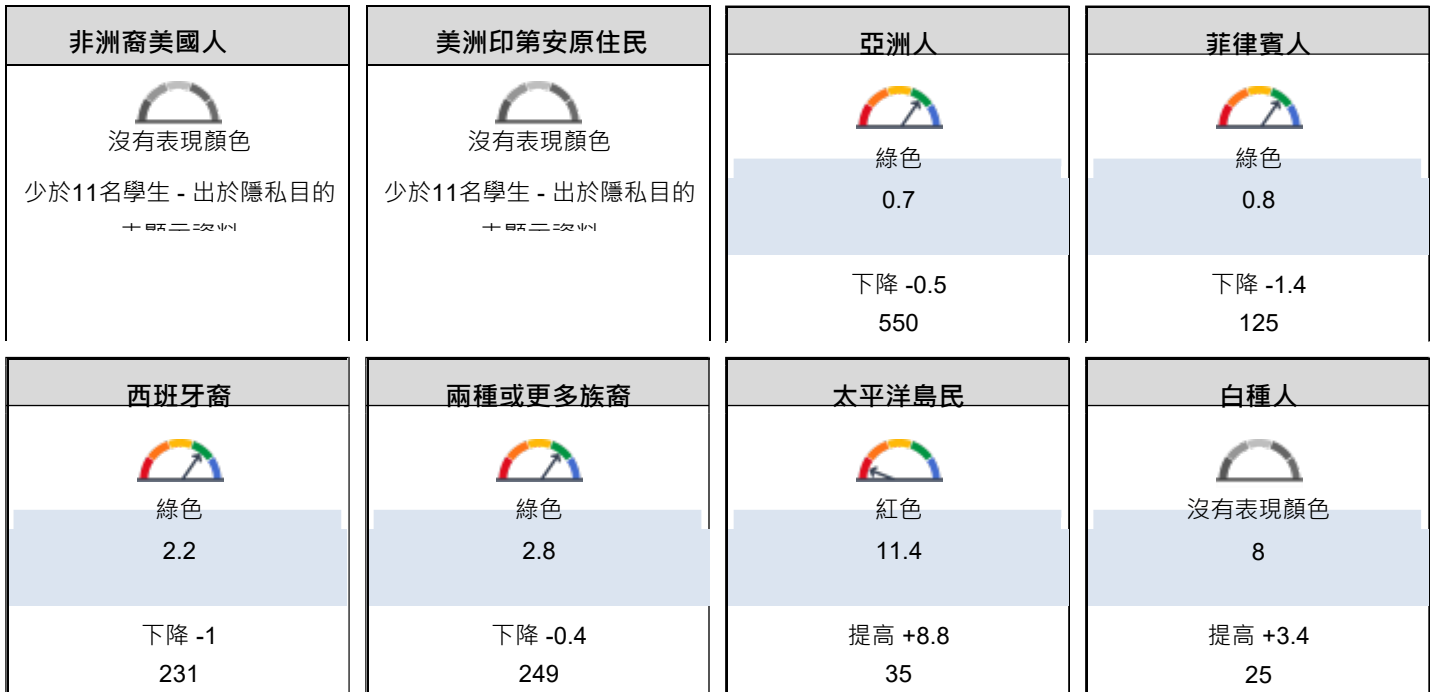 非洲裔美國人
沒有表現顏色
少於11名學生 - 出於隱私目的
美洲印第安原住民
沒有表現顏色
少於11名學生 - 出於隱私目的
亞洲人
綠色
0.7
下降 -0.5
550
菲律賓人
綠色
0.8
下降 -1.4
125
西班牙裔
綠色
2.2
下降 -1
231
兩種或更多族裔
綠色
2.8
下降 -0.4
249
太平洋島民
紅色
11.4
提高 +8.8
35
白種人
沒有表現顏色
8
提高 +3.4
25